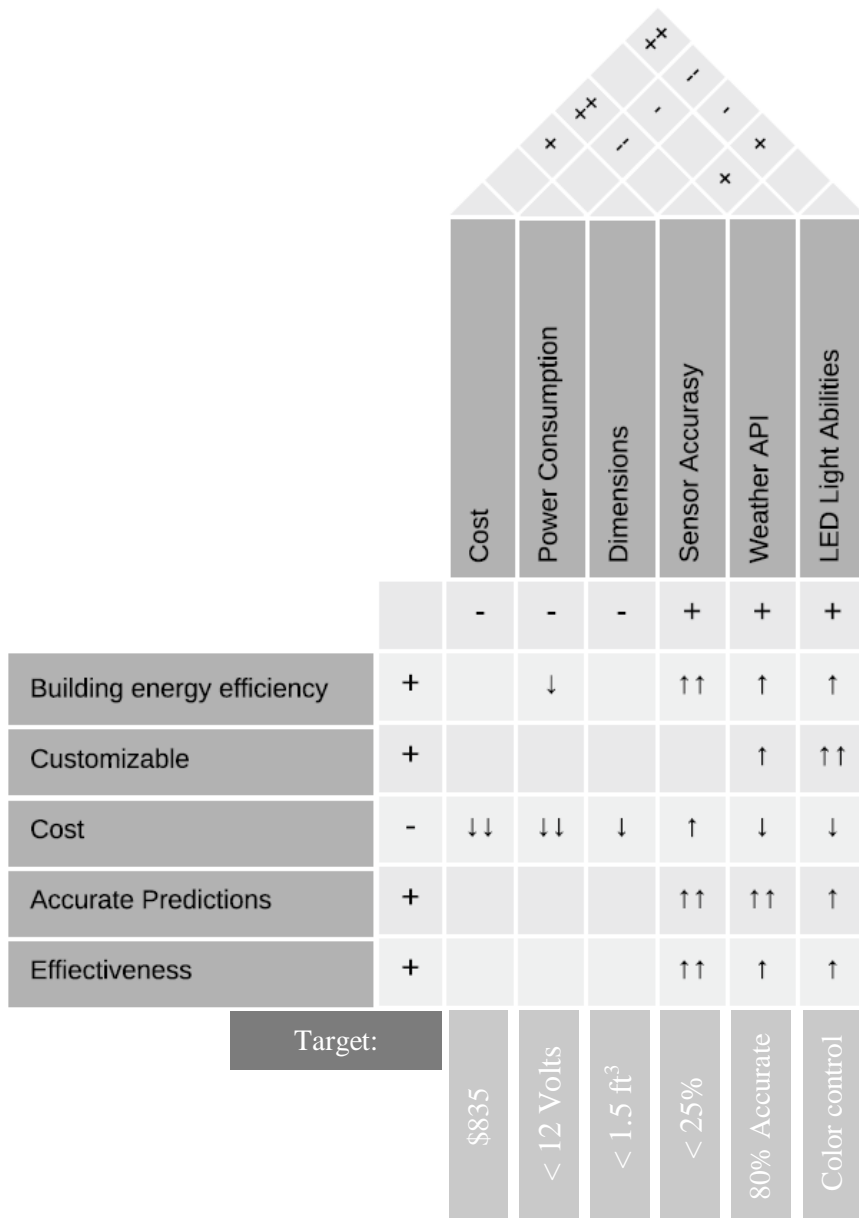 ++
--
++ - -
+ -- +
+
Cost
Power Consumption
Dimensions
Sensor Accurasy
Weather API
LED Light Abilities
- - - + + +
Building energy efficiency + ↓ ↑↑ ↑ ↑
Customizable + ↑ ↑↑
Cost - ↓↓ ↓↓ ↓ ↑ ↓ ↓
Accurate Predictions + ↑↑ ↑↑ ↑
Effiectiveness + ↑↑ ↑ ↑
Target:
$835
< 12 Volts
< 1.5 ft³
< 25%
80% Accurate
Color control